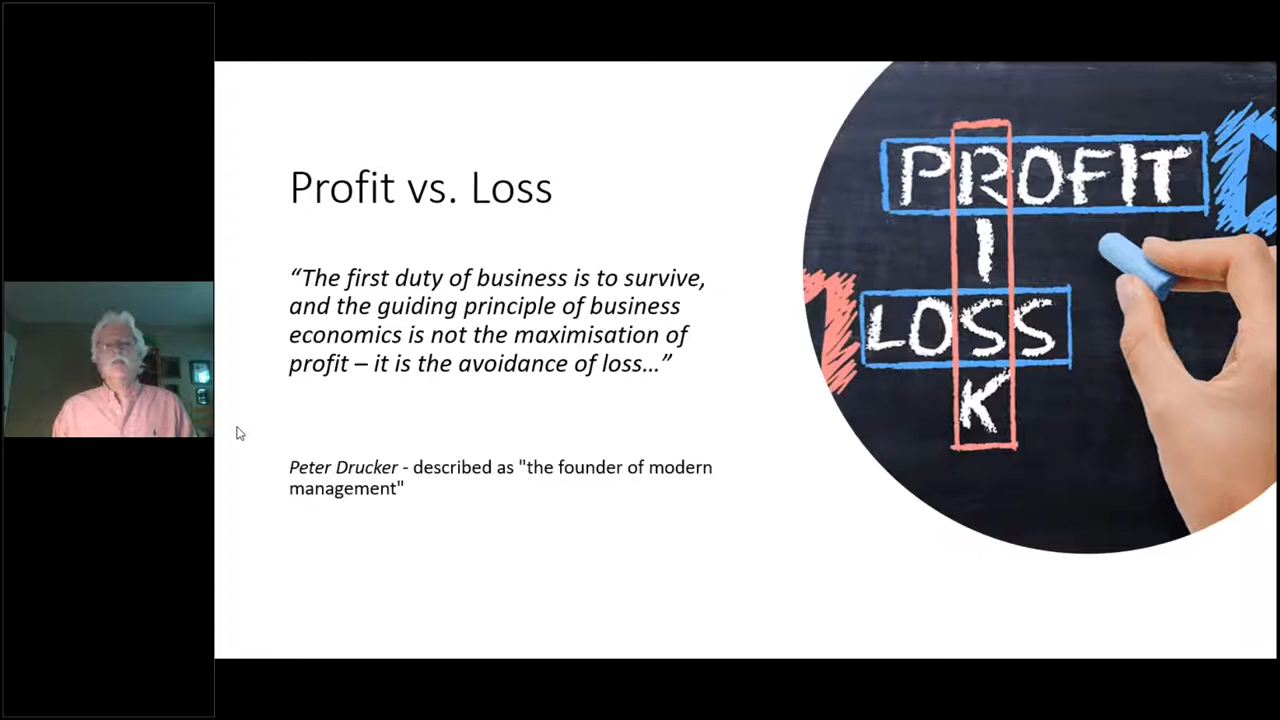 Profit vs. Loss
“The first duty of business is to survive,
and the guiding principle of business
economics is not the maximisation of
profit – it is the avoidance of loss…”
Peter Drucker - described as "the founder of modern
management"
PROFIT
RISK
LOSS